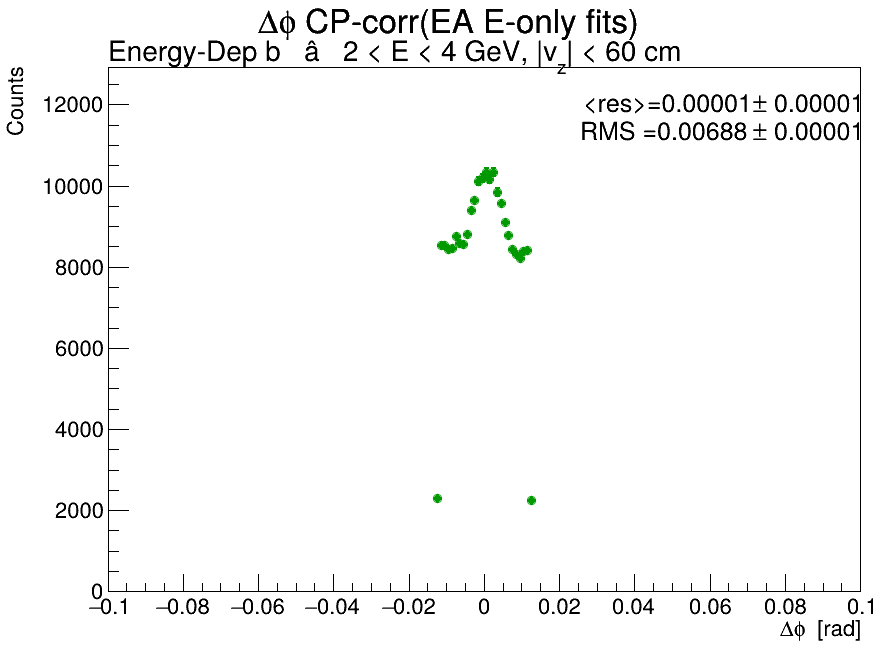 Δϕ CP-corr(EA E-only fits)
Energy-Dep b â 2 < E < 4 GeV, |v_z| < 60 cm
Counts
<res>=0.00001± 0.00001
RMS =0.00688 ± 0.00001
12000
10000
8000
6000
4000
2000
0
−0.1 −0.08 −0.06 −0.04 −0.02 0 0.02 0.04 0.06 0.08 0.1
Δϕ [rad]